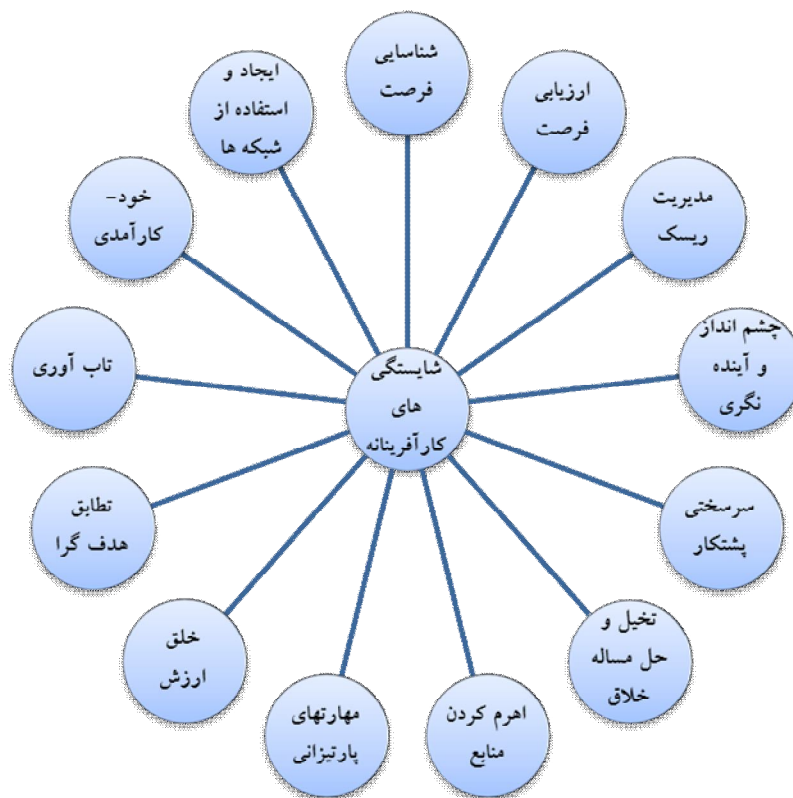 شایستگی
های
کارآفرینانه
شناسایی
فرصت
ارزیابی
فرصت
مدیریت
ریسک
چشم انداز
و آینده
نگری
سرسختی
پشتکار
تخیل و
حل مساله
خلاق
اهرم کردن
منابع
مهارتهای
پارتیزانی
خلق
ارزش
تطابق
هدف گرا
تاب آوری
خود-
کارآمدی
ایجاد و
استفاده از
شبکه ها